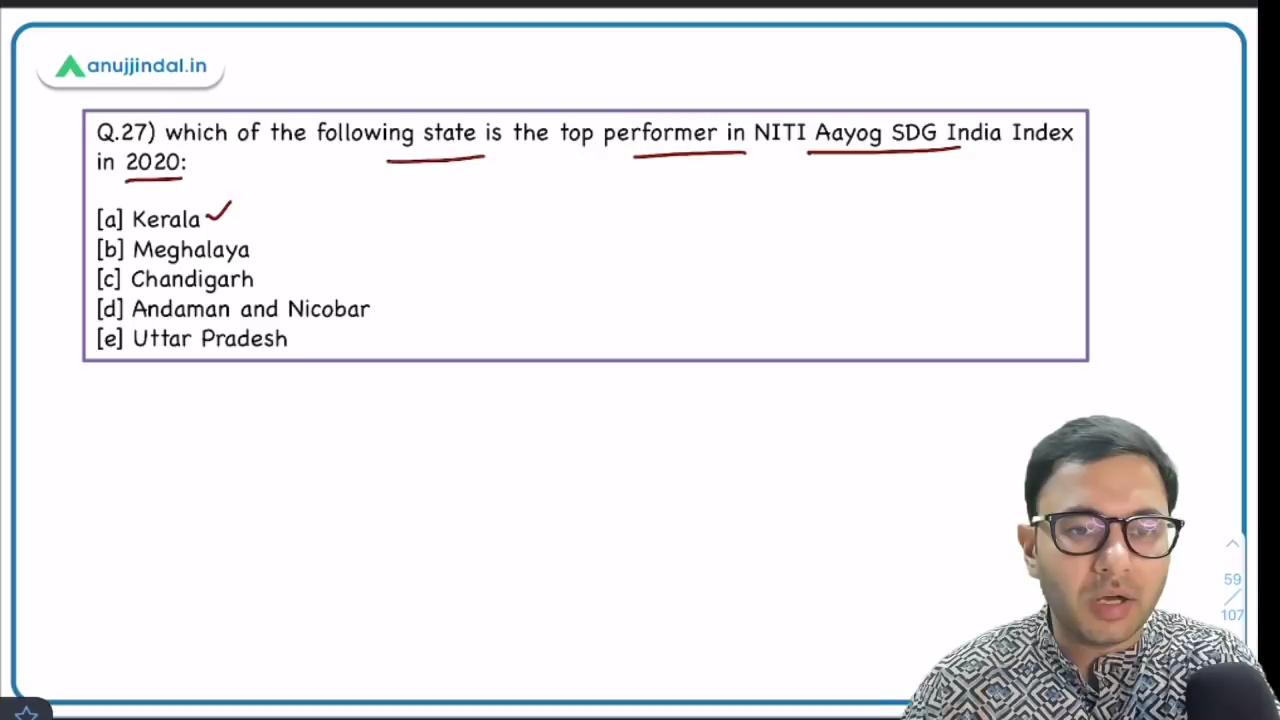 anujjindal.in
Q.27) which of the following state is the top performer in NITI Aayog SDG India Index
in 2020:
[a] Kerala
[b] Meghalaya
[c] Chandigarh
[d] Andaman and Nicobar
[e] Uttar Pradesh
59
107